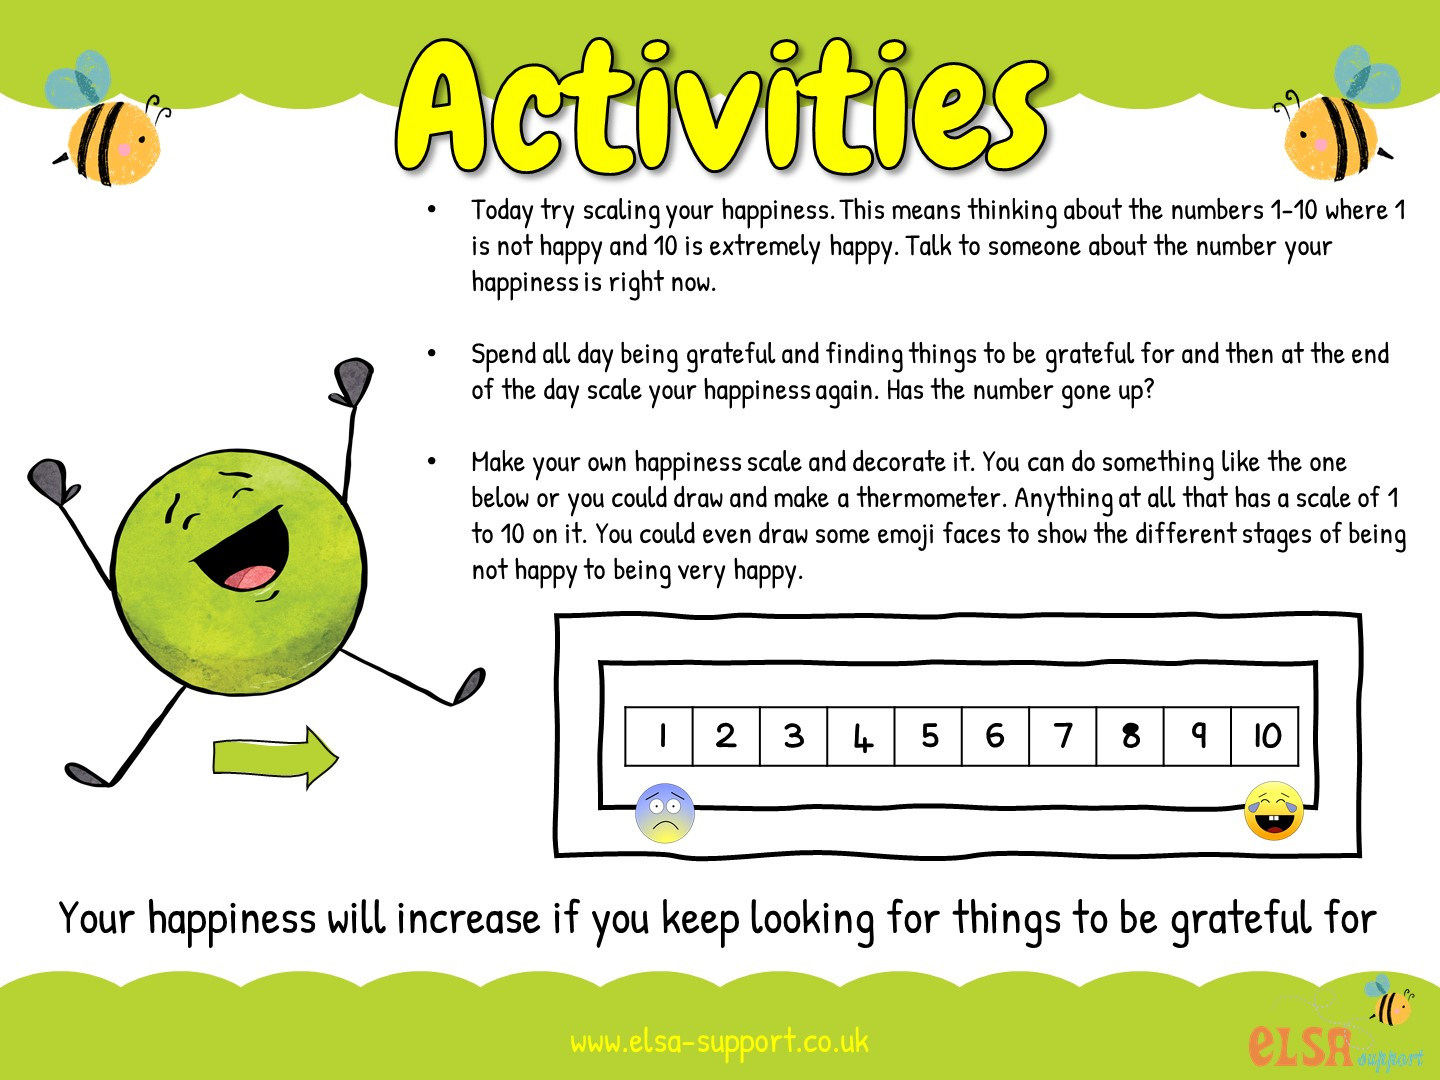 Activities
• Today try scaling your happiness. This means thinking about the numbers 1-10 where 1
is not happy and 10 is extremely happy. Talk to someone about the number your
happiness is right now.
• Spend all day being grateful and finding things to be grateful for and then at the end
of the day scale your happiness again. Has the number gone up?
• Make your own happiness scale and decorate it. You can do something like the one
below or you could draw and make a thermometer. Anything at all that has a scale of 1
to 10 on it. You could even draw some emoji faces to show the different stages of being
not happy to being very happy.
1 2 3 4 5 6 7 8 9 10
Your happiness will increase if you keep looking for things to be grateful for
www.elsa-support.co.uk
ELSA
support